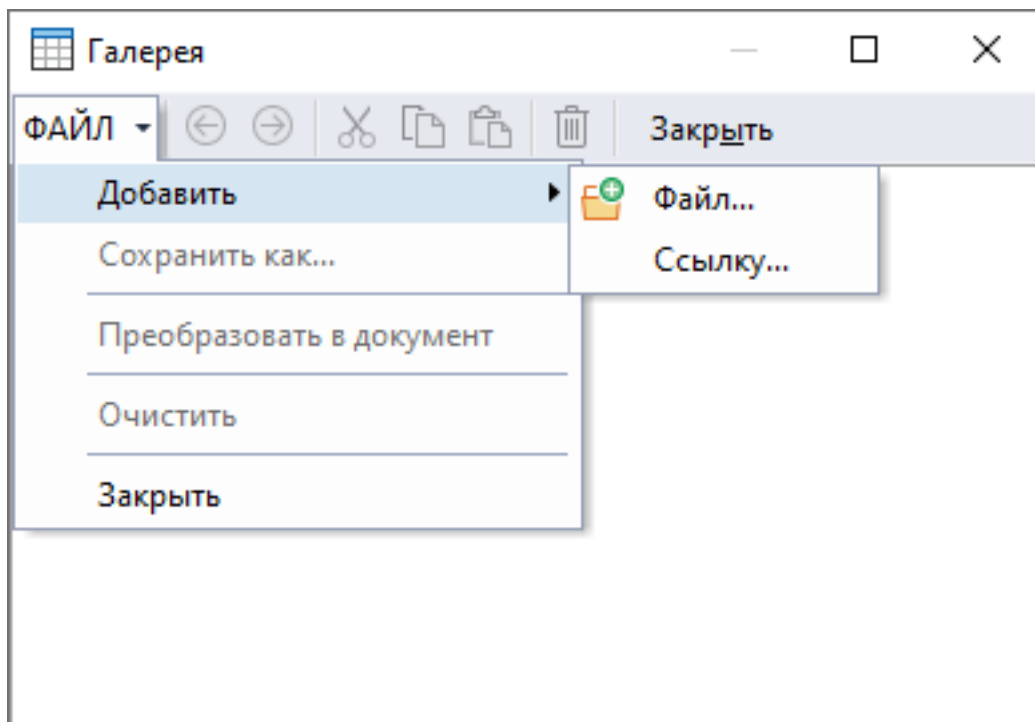 Галерея
ФАЙЛ Закрыть
Добавить
Файл...
Сохранить как...
Ссылку...
Преобразовать в документ
Очистить
Закрыть